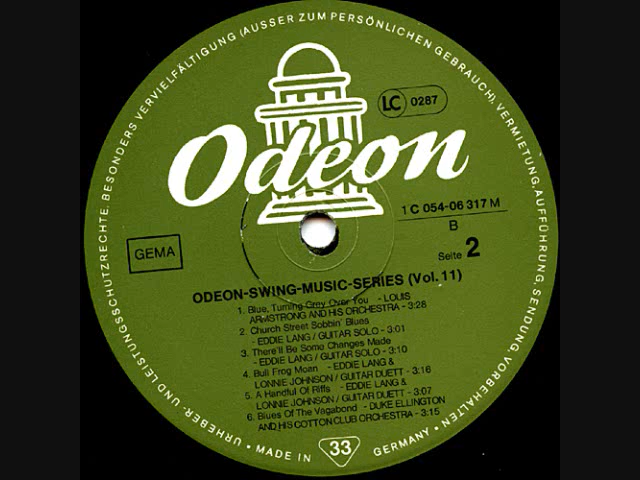 URHEBER- UND LEISTUNGSSCHUTZRECHTE, BESONDERS VERVIELFÄLTIGUNG (AUSSER ZUM PERSÖNLICHEN GEBRAUCH), VERMIETUNG, AUFFÜHRUNG, SENDUNG, VORBEHALTEN
Odeon
LC 0287
1 C 054-06 317 M
B
Seite 2
GEMA
ODEON-SWING-MUSIC-SERIES (Vol. 11)
1. Blue, Turning Grey Over You - LOUIS
ARMSTRONG AND HIS ORCHESTRA - 3:28
2. Church Street Sobbin' Blues
- EDDIE LANG / GUITAR SOLO - 3:01
3. There'll Be Some Changes Made
- EDDIE LANG / GUITAR SOLO - 3:10
4. Bull Frog Moan - EDDIE LANG &
LONNIE JOHNSON / GUITAR DUETT - 3:16
5. A Handful Of Riffs - EDDIE LANG &
LONNIE JOHNSON / GUITAR DUETT - 3:07
6. Blues Of The Vagabond - DUKE ELLINGTON
AND HIS COTTON CLUB ORCHESTRA - 3:15
• MADE IN 33 GERMANY •